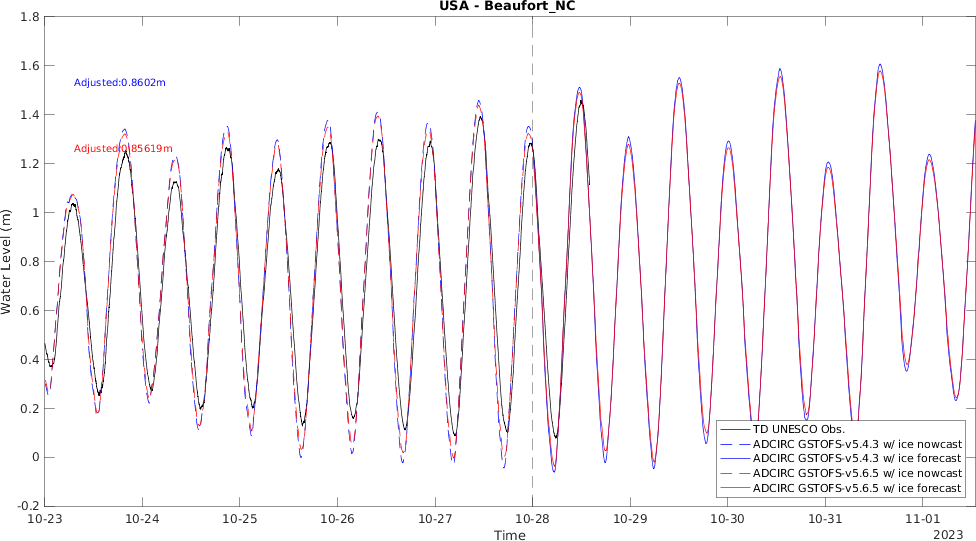 USA - Beaufort_NC
1.8
1.6
1.4
1.2
1
0.8
0.6
0.4
0.2
0
-0.2
Water Level (m)
Adjusted:0.8602m
Adjusted:0.85619m
TD UNESCO Obs.
ADCIRC GSTOFS-v5.4.3 w/ ice nowcast
ADCIRC GSTOFS-v5.4.3 w/ ice forecast
ADCIRC GSTOFS-v5.6.5 w/ ice nowcast
ADCIRC GSTOFS-v5.6.5 w/ ice forecast
10-23 10-24 10-25 10-26 10-27 10-28 10-29 10-30 10-31 11-01
Time
2023